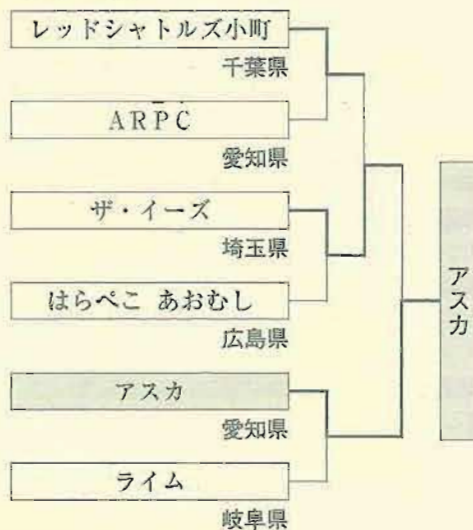 レッドシャトルズ小町
千葉県
ARPC
愛知県
ザ・イーズ
埼玉県
はらぺこ あおむし
広島県
アスカ
愛知県
ライム
岐阜県
アスカ